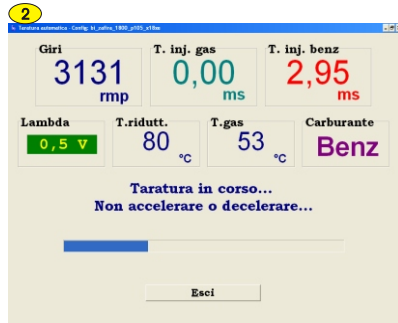 2
Taratura automatica - Config: bi_zafira_1800_p105_z18xe
Giri T. inj. gas T. inj. benz
3131 0,00 2,95
rmp ms ms
Lambda T.ridutt. T.gas Carburante
0,5 V 80 53 Benz
°C °C
Taratura in corso...
Non accelerare o decelerare...
Esci